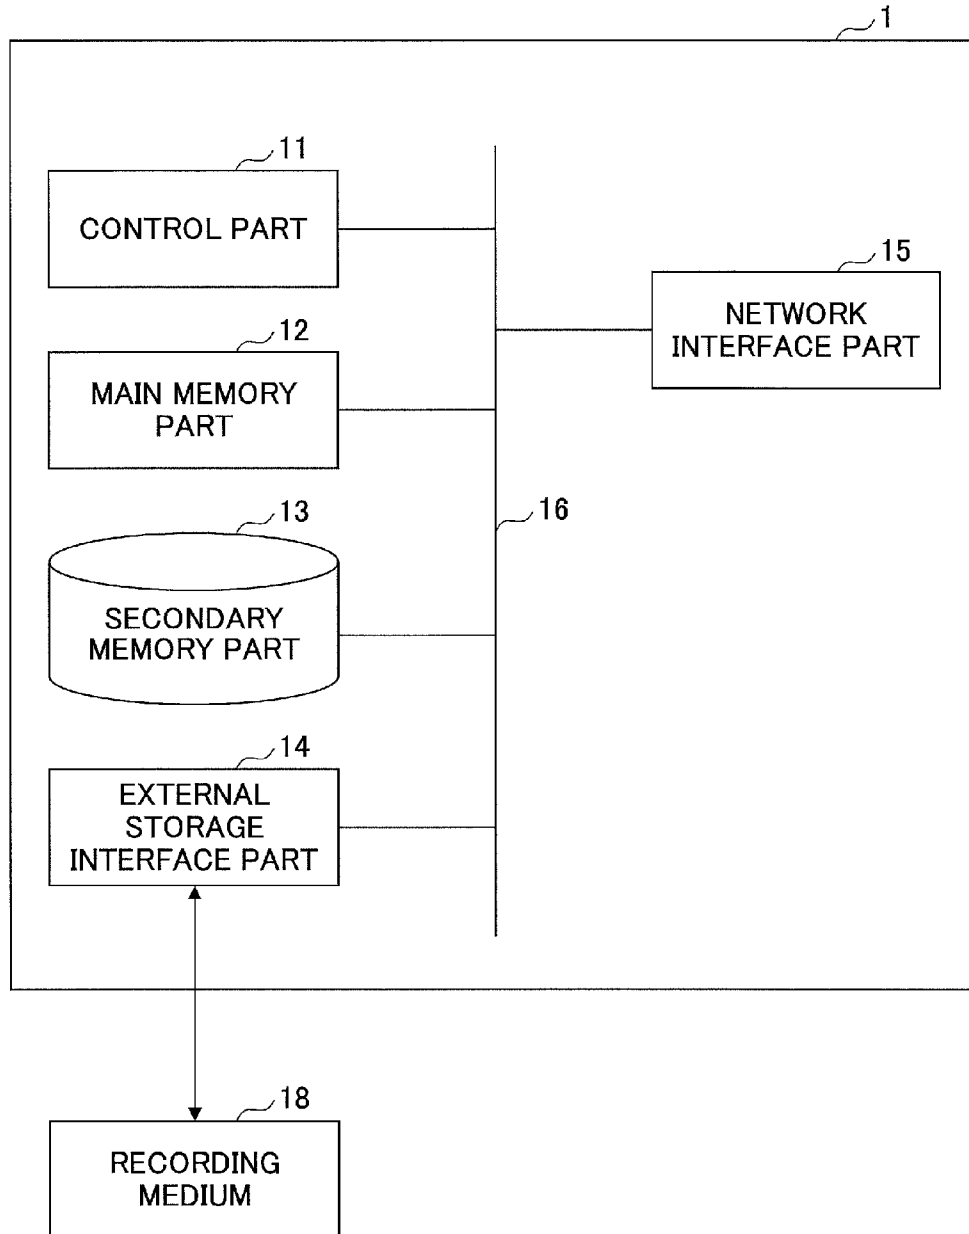 1
11
CONTROL PART
15
NETWORK
INTERFACE PART
12
MAIN MEMORY
PART
16
13
SECONDARY
MEMORY PART
14
EXTERNAL
STORAGE
INTERFACE PART
18
RECORDING
MEDIUM